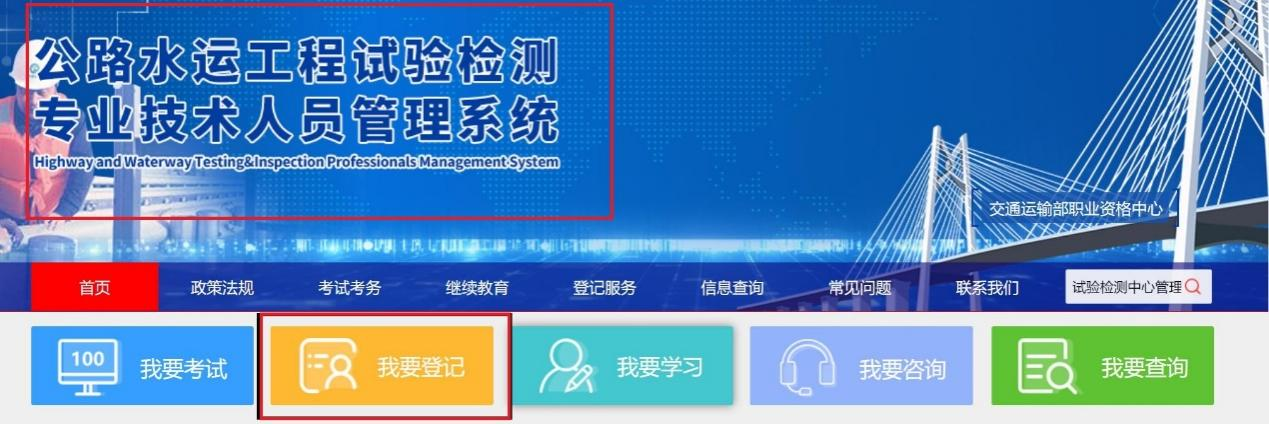 公路水运工程试验检测
专业技术人员管理系统
Highway and Waterway Testing&Inspection Professionals Management System
交通运输部职业资格中心
首页 政策法规 考试考务 继续教育 登记服务 信息查询 常见问题 联系我们 试验检测中心管理
100 我要考试 我要登记 我要学习 我要咨询 我要查询